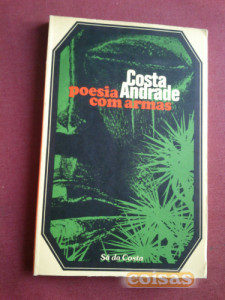 Costa
Andrade
poesia
com armas
Sá da Costa
coisas